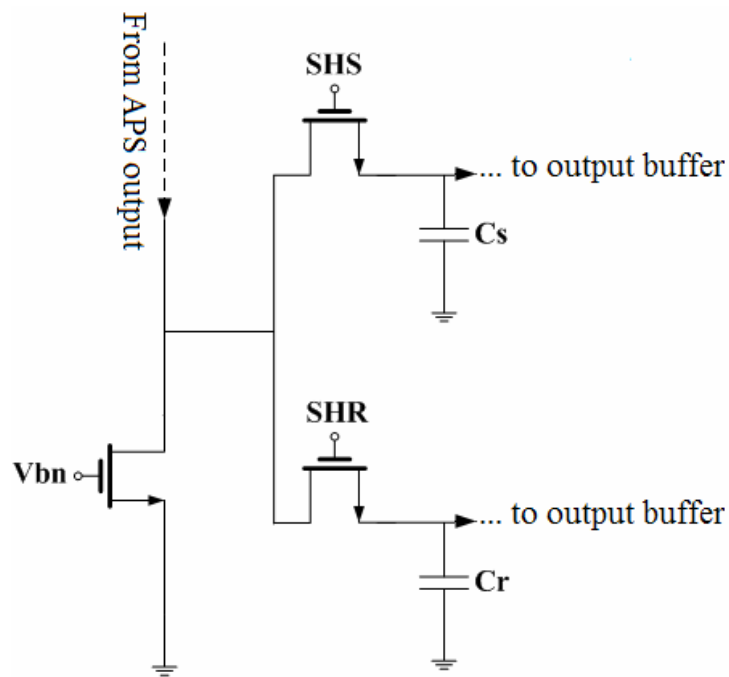 From APS output
SHS
... to output buffer
Cs
SHR
Vbn
... to output buffer
Cr